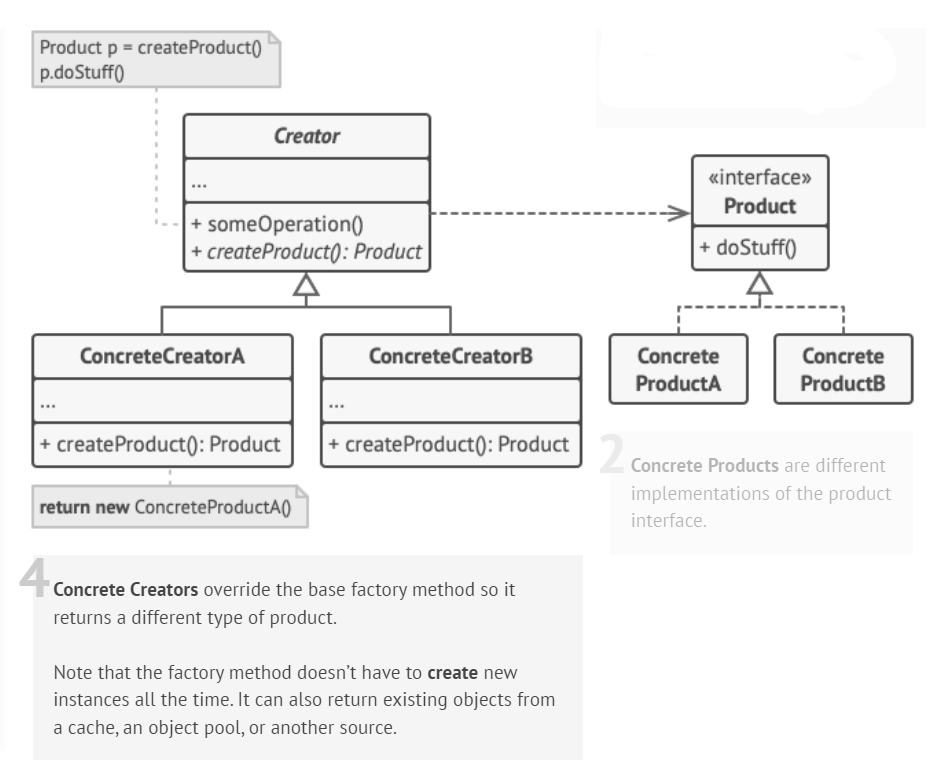 Product p = createProduct()
p.doStuff()
Creator
...
+ someOperation()
+ createProduct(): Product
«interface»
Product
+ doStuff()
ConcreteCreatorA
...
+ createProduct(): Product
ConcreteCreatorB
...
+ createProduct(): Product
Concrete
ProductA
Concrete
ProductB
return new ConcreteProductA()
2
Concrete Products are different
implementations of the product
interface.
4
Concrete Creators override the base factory method so it
returns a different type of product.
Note that the factory method doesn’t have to create new
instances all the time. It can also return existing objects from
a cache, an object pool, or another source.